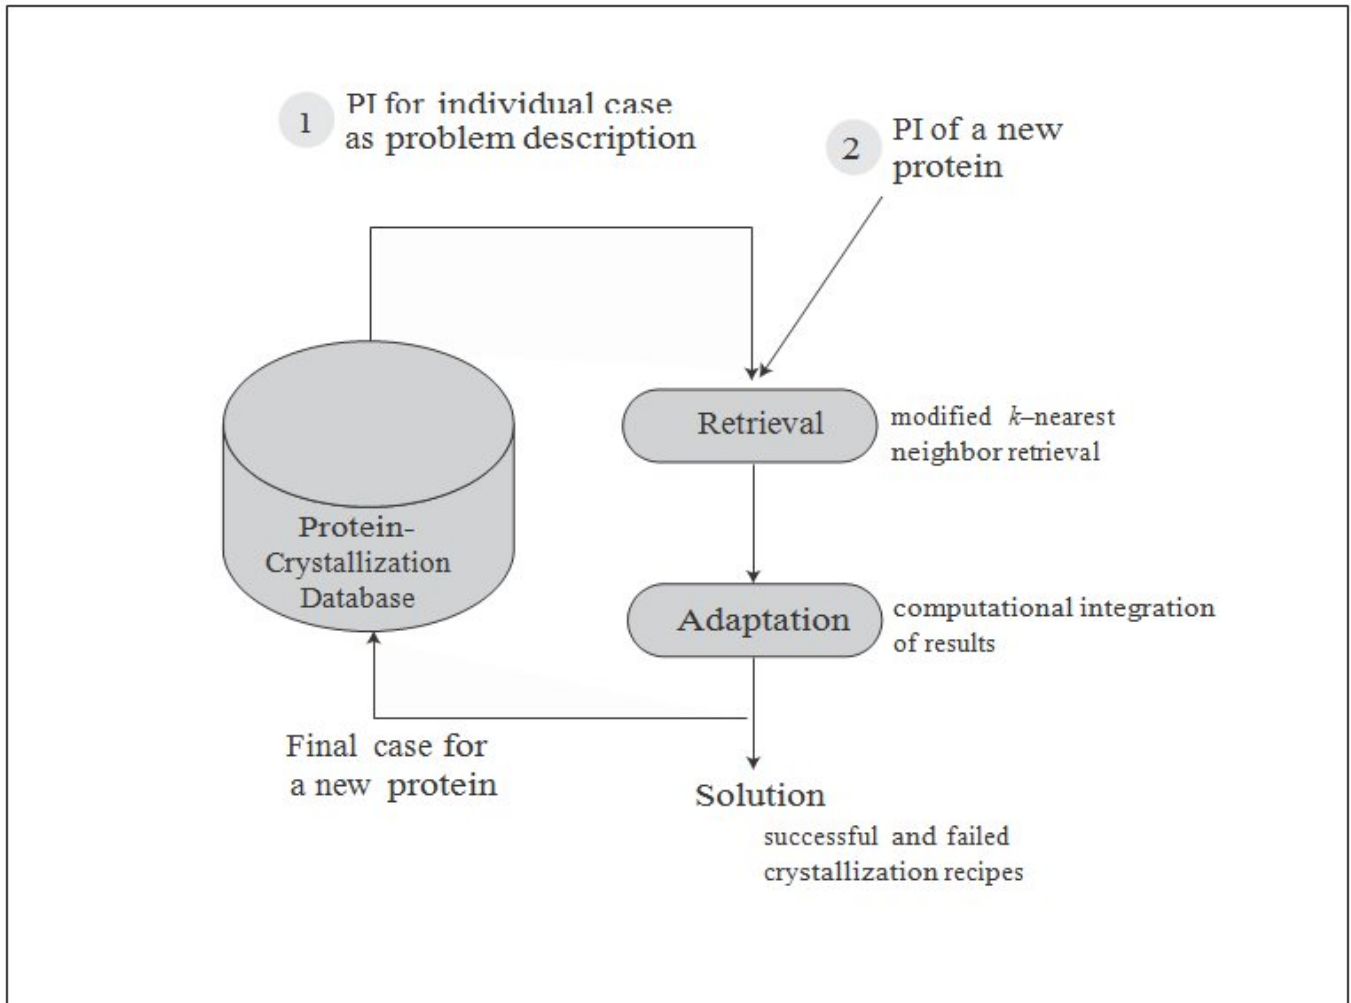 1
PI for individual case
as problem description
2
PI of a new
protein
Retrieval
modified k–nearest
neighbor retrieval
Protein-
Crystallization
Database
Adaptation
computational integration
of results
Final case for
a new protein
Solution
successful and failed
crystallization recipes